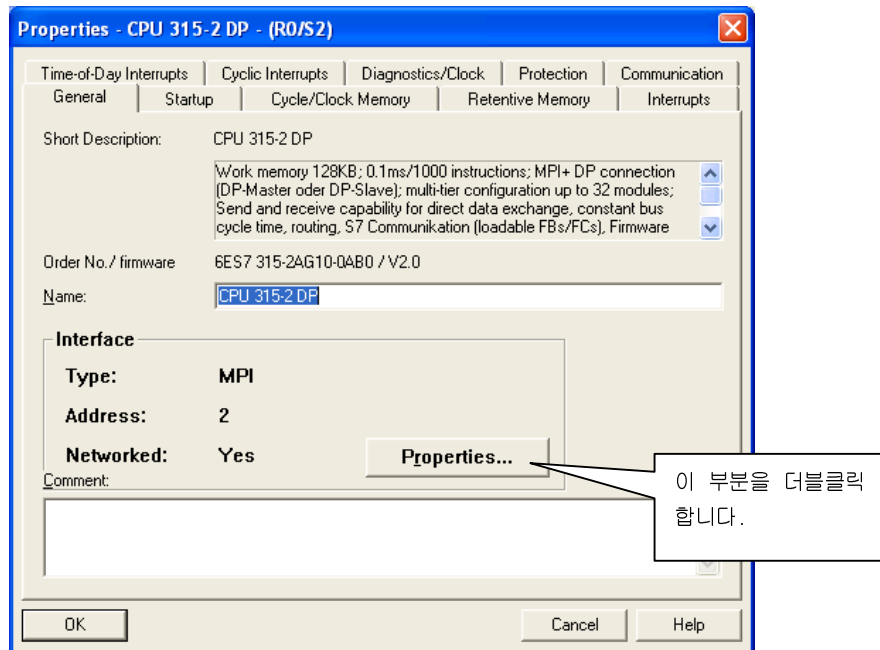 Properties - CPU 315-2 DP - (R0/S2)
Time-of-Day Interrupts Cyclic Interrupts Diagnostics/Clock Protection Communication
General Startup Cycle/Clock Memory Retentive Memory Interrupts
Short Description: CPU 315-2 DP
Work memory 128KB; 0.1ms/1000 instructions; MPI+ DP connection
(DP-Master oder DP-Slave); multi-tier configuration up to 32 modules;
Send and receive capability for direct data exchange, constant bus
cycle time, routing, S7 Communikation (loadable FBs/FCs), Firmware
Order No./ firmware 6ES7 315-2AG10-0AB0 / V2.0
Name: CPU 315-2 DP
Interface
Type: MPI
Address: 2
Networked: Yes Properties...
Comment:
이 부분을 더블클릭
합니다.
OK Cancel Help